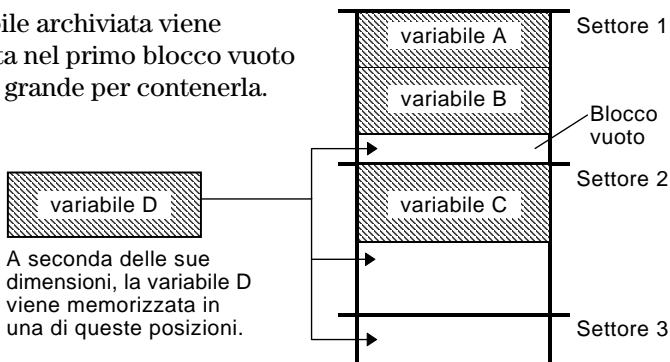 bile archiviata viene
ta nel primo blocco vuoto
grande per contenerla.
variabile A
Settore 1
variabile B
Blocco
vuoto
Settore 2
variabile D
variabile C
A seconda delle sue
dimensioni, la variabile D
viene memorizzata in
una di queste posizioni.
Settore 3